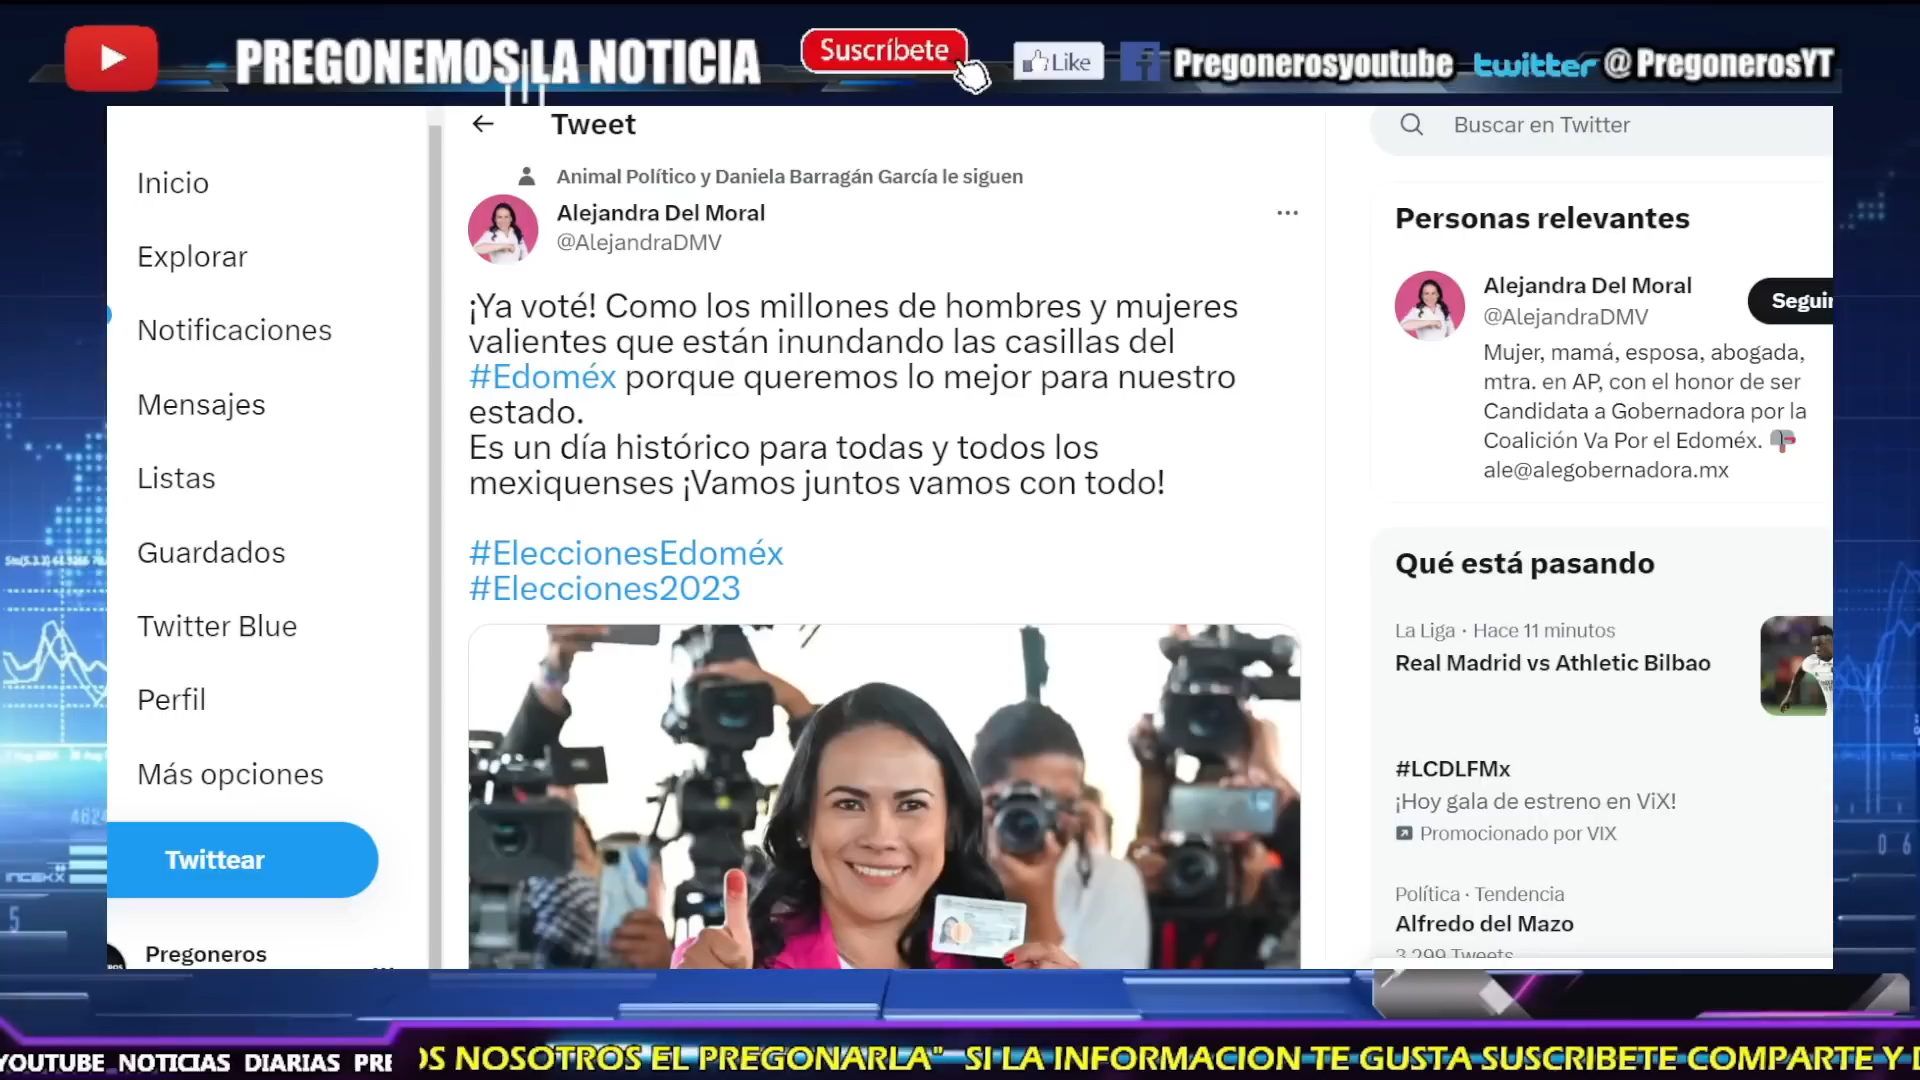 PREGONEMOS LA NOTICIA
Suscríbete
Like
Pregonerosyoutube
twitter @PregonerosYT
Inicio
Explorar
Notificaciones
Mensajes
Listas
Guardados
Twitter Blue
Perfil
Más opciones
Twittear
Pregoneros
Tweet
Animal Político y Daniela Barragán García le siguen
Alejandra Del Moral
@AlejandraDMV
¡Ya voté! Como los millones de hombres y mujeres
valientes que están inundando las casillas del
#Edoméx porque queremos lo mejor para nuestro
estado.
Es un día histórico para todas y todos los
mexiquenses ¡Vamos juntos vamos con todo!
#EleccionesEdoméx
#Elecciones2023
Buscar en Twitter
Personas relevantes
Alejandra Del Moral
@AlejandraDMV
Seguir
Mujer, mamá, esposa, abogada,
mtra. en AP, con el honor de ser
Candidata a Gobernadora por la
Coalición Va Por el Edoméx.
ale@alegobernadora.mx
Qué está pasando
La Liga · Hace 11 minutos
Real Madrid vs Athletic Bilbao
#LCDLFMx
¡Hoy gala de estreno en ViX!
Promocionado por VIX
Política · Tendencia
Alfredo del Mazo
3.299 Tweets
YOUTUBE NOTICIAS DIARIAS PRE
OS NOSOTROS EL PREGONARLA" SI LA INFORMACION TE GUSTA SUSCRIBETE COMPARTE Y